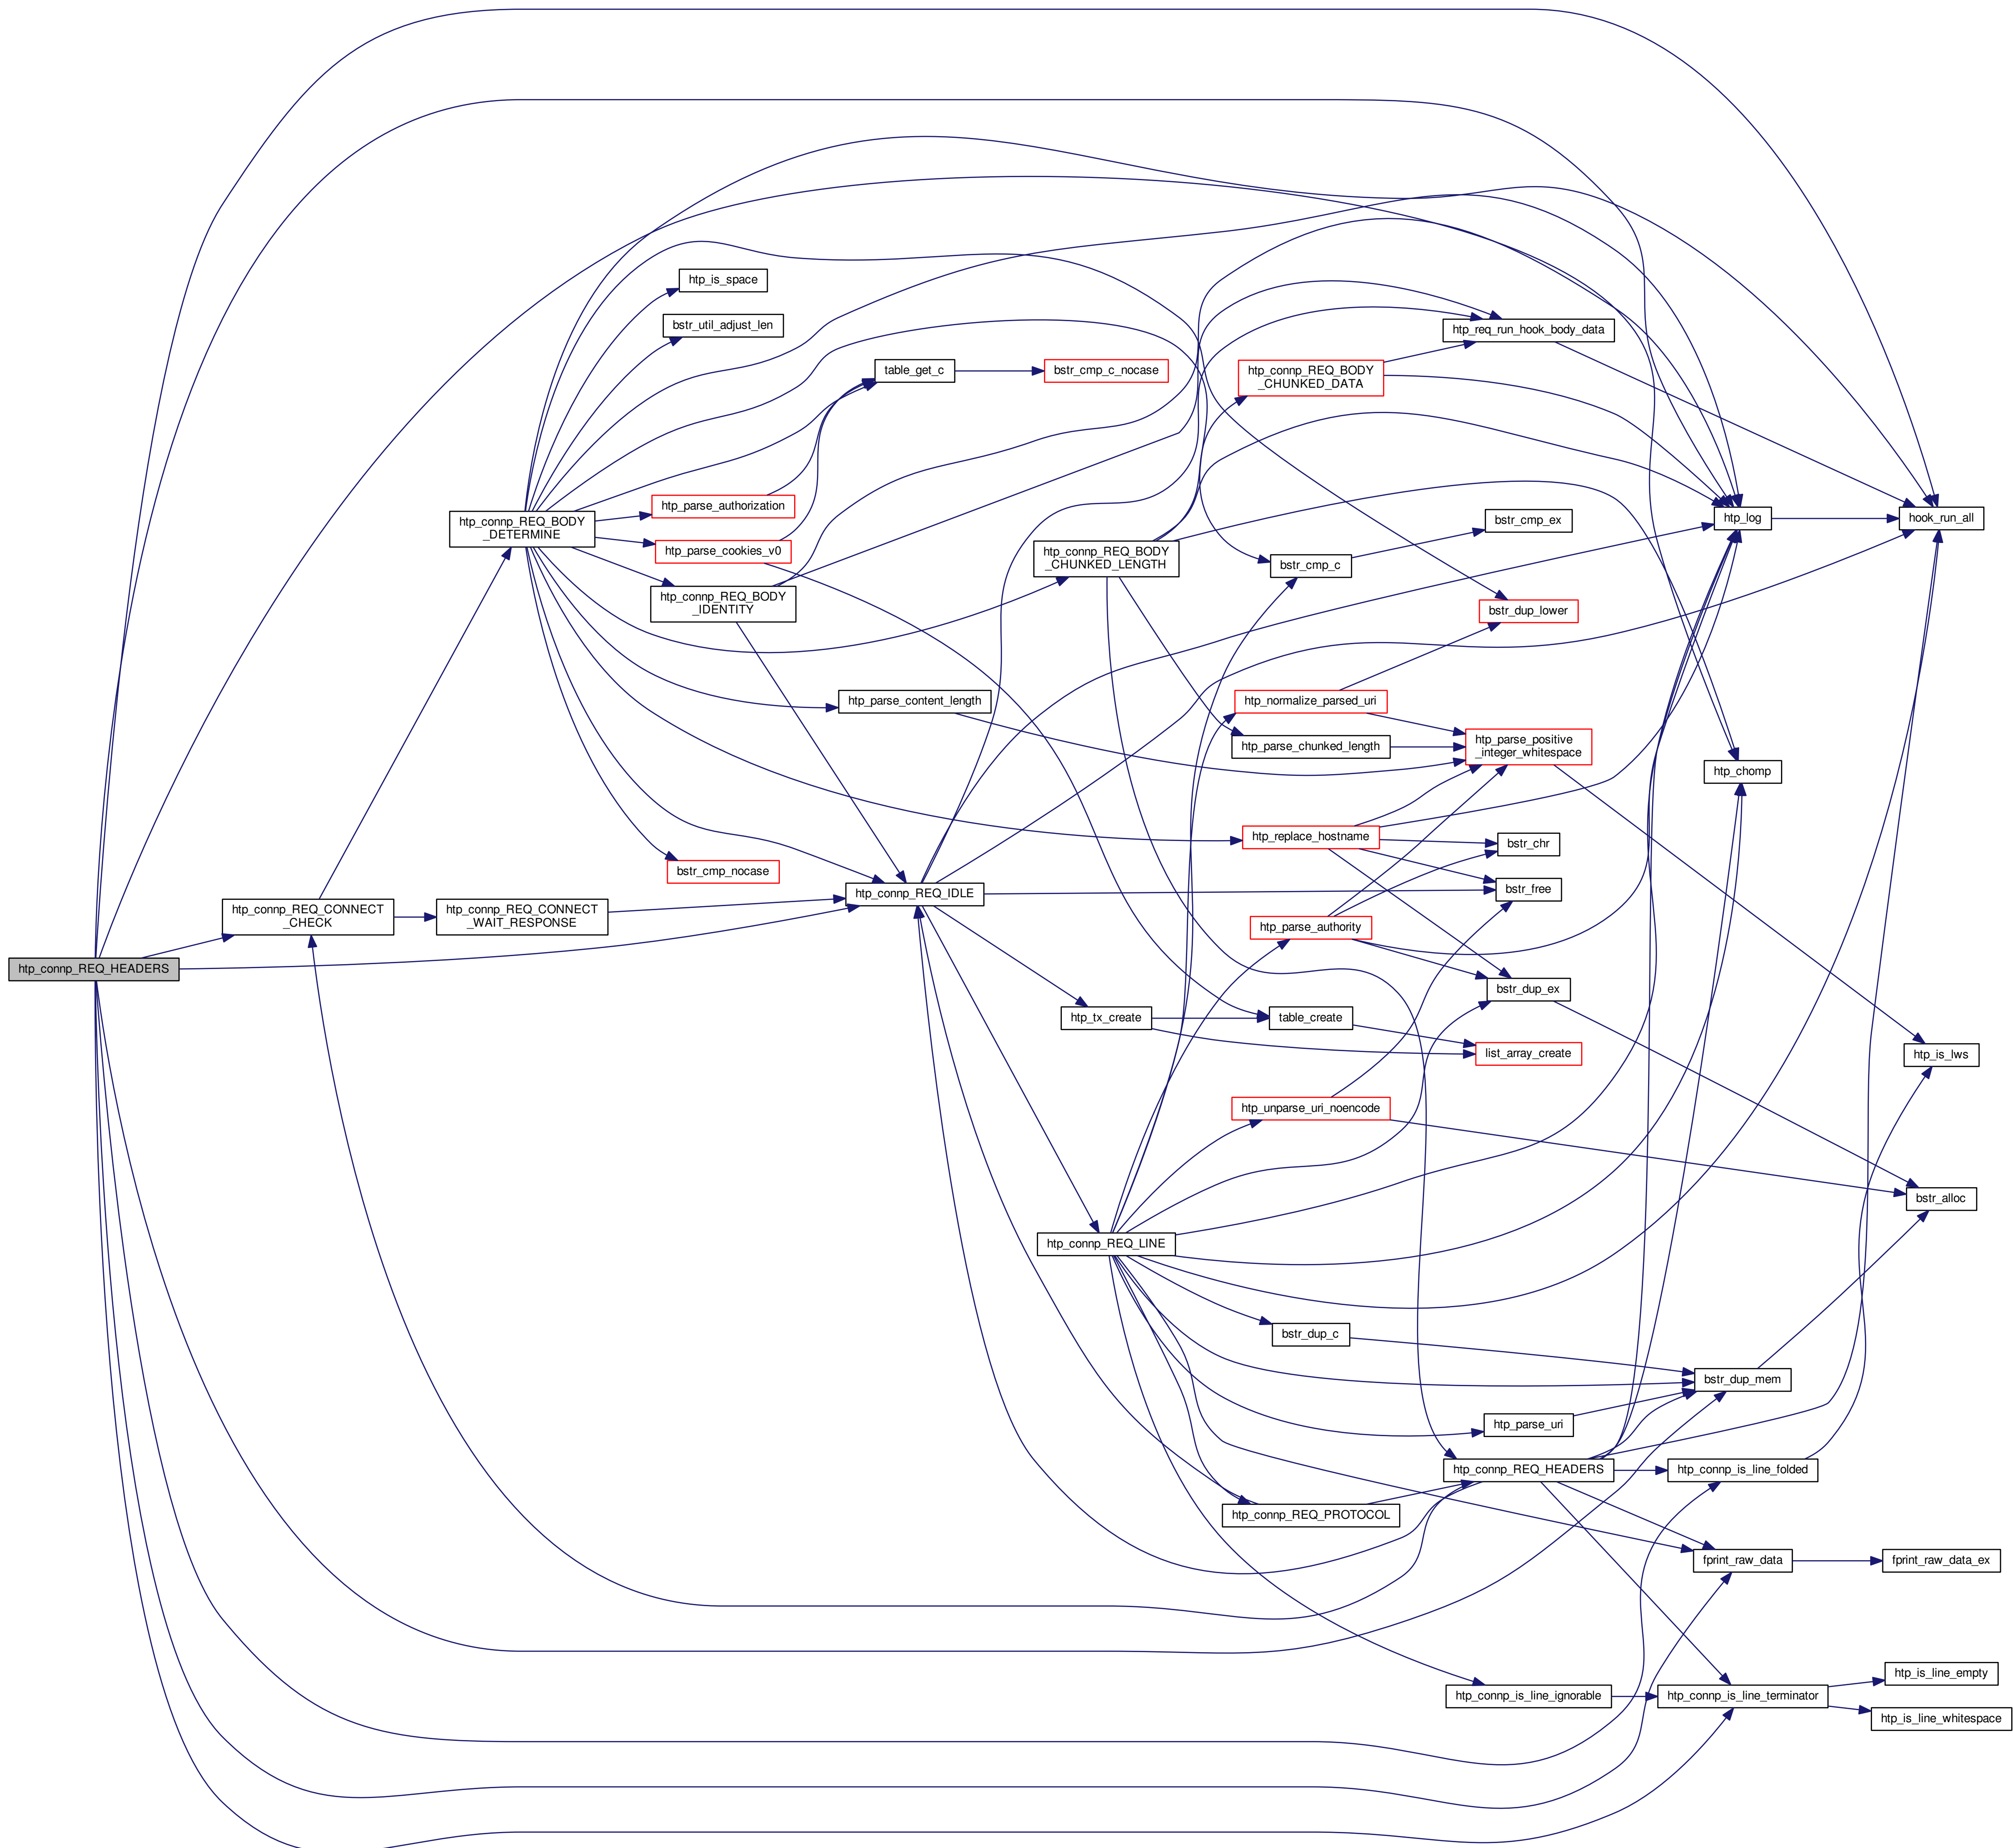 htp_is_space
bstr_util_adjust_len
htp_req_run_hook_body_data
table_get_c
bstr_cmp_c_nocase
htp_connp_REQ_BODY
_CHUNKED_DATA
htp_parse_authorization
htp_connp_REQ_BODY
_DETERMINE
htp_log
hook_run_all
bstr_cmp_ex
htp_parse_cookies_v0
htp_connp_REQ_BODY
_CHUNKED_LENGTH
bstr_cmp_c
htp_connp_REQ_BODY
_IDENTITY
bstr_dup_lower
htp_parse_content_length
htp_normalize_parsed_uri
htp_parse_chunked_length
htp_parse_positive
_integer_whitespace
htp_chomp
htp_replace_hostname
bstr_chr
bstr_cmp_nocase
htp_connp_REQ_IDLE
bstr_free
htp_connp_REQ_CONNECT
_CHECK
htp_connp_REQ_CONNECT
_WAIT_RESPONSE
htp_parse_authority
htp_connp_REQ_HEADERS
bstr_dup_ex
htp_tx_create
table_create
list_array_create
htp_is_lws
htp_unparse_uri_noencode
bstr_alloc
htp_connp_REQ_LINE
bstr_dup_c
bstr_dup_mem
htp_parse_uri
htp_connp_REQ_HEADERS
htp_connp_is_line_folded
htp_connp_REQ_PROTOCOL
fprint_raw_data
fprint_raw_data_ex
htp_is_line_empty
htp_connp_is_line_ignorable
htp_connp_is_line_terminator
htp_is_line_whitespace